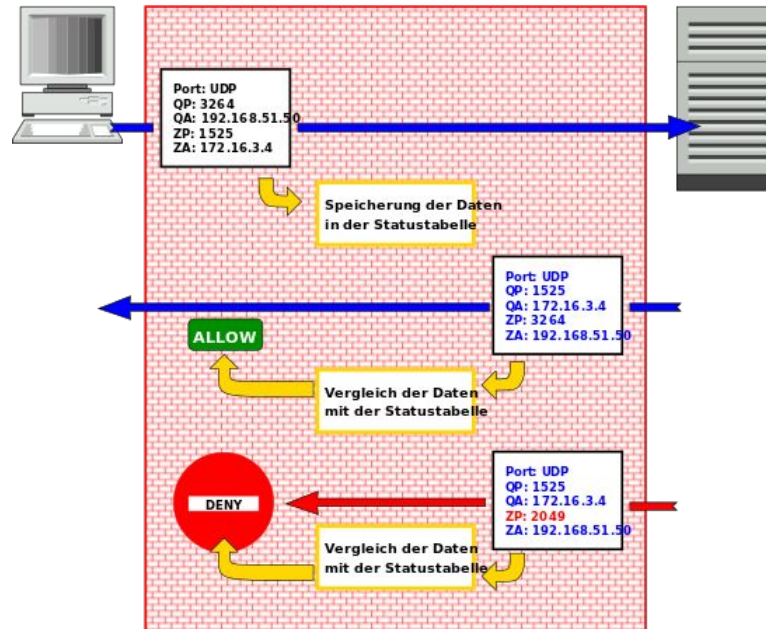 Port: UDP
QP: 3264
QA: 192.168.51.50
ZP: 1525
ZA: 172.16.3.4
Speicherung der Daten
in der Statustabelle
Port: UDP
QP: 1525
QA: 172.16.3.4
ZP: 3264
ZA: 192.168.51.50
ALLOW
Vergleich der Daten
mit der Statustabelle
Port: UDP
QP: 1525
QA: 172.16.3.4
ZP: 2049
ZA: 192.168.51.50
DENY
Vergleich der Daten
mit der Statustabelle